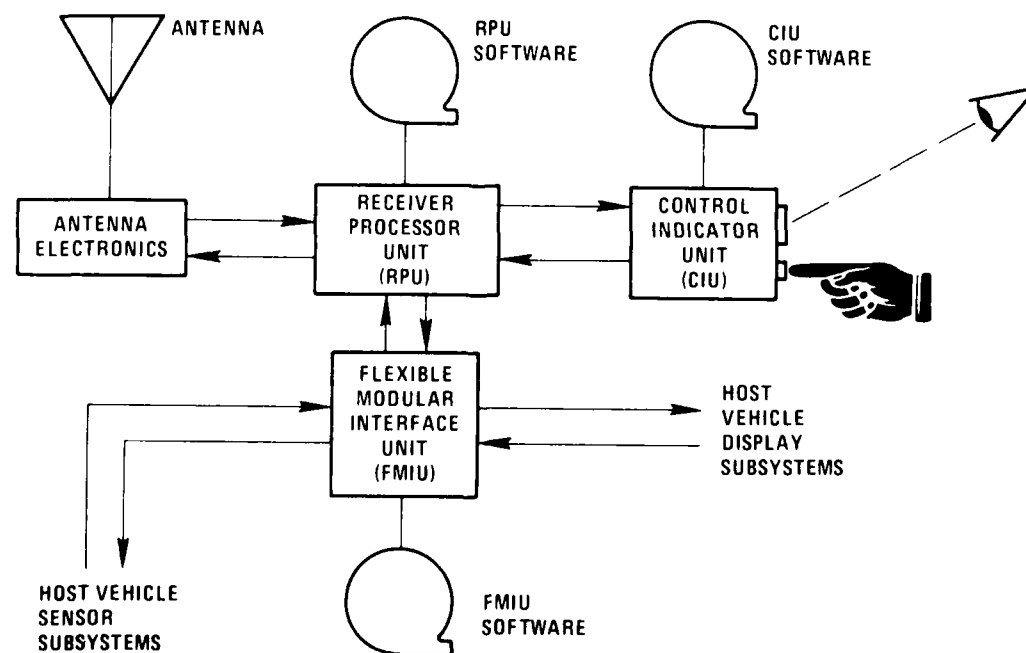 ANTENNA
RPU
SOFTWARE
CIU
SOFTWARE
ANTENNA
ELECTRONICS
RECEIVER
PROCESSOR
UNIT
(RPU)
CONTROL
INDICATOR
UNIT
(CIU)
FLEXIBLE
MODULAR
INTERFACE
UNIT
(FMIU)
HOST
VEHICLE
DISPLAY
SUBSYSTEMS
HOST VEHICLE
SENSOR
SUBSYSTEMS
FMIU
SOFTWARE